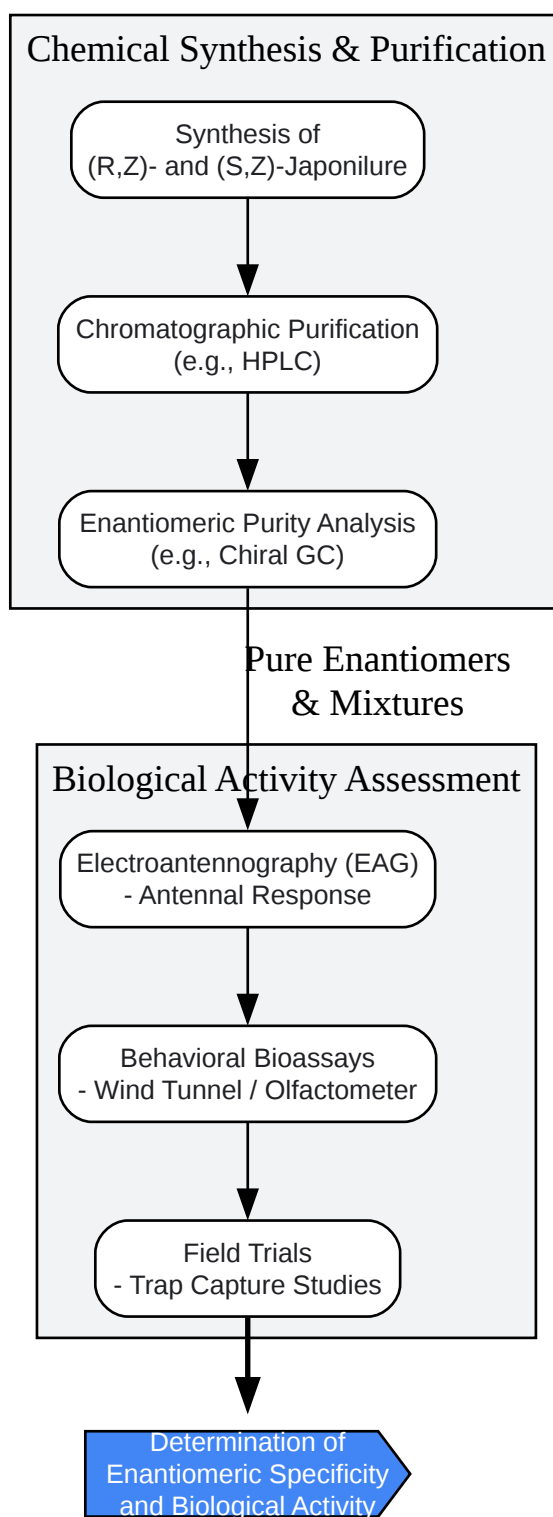 Chemical Synthesis & Purification
Synthesis of
(R,Z)- and (S,Z)-Japonilure
Chromatographic Purification
(e.g., HPLC)
Enantiomeric Purity Analysis
(e.g., Chiral GC)
Pure Enantiomers
& Mixtures
Biological Activity Assessment
Electroantennography (EAG)
- Antennal Response
Behavioral Bioassays
- Wind Tunnel / Olfactometer
Field Trials
- Trap Capture Studies
Determination of
Enantiomeric Specificity
and Biological Activity